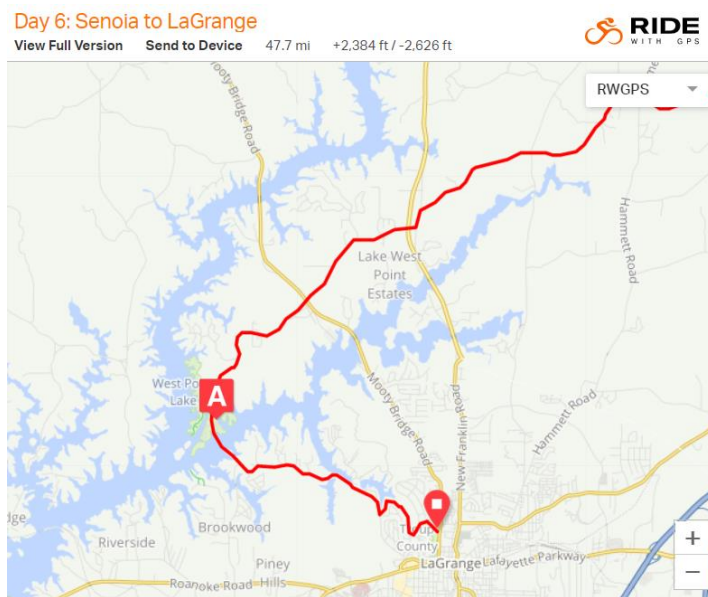 Day 6: Senoia to LaGrange
View Full Version Send to Device 47.7 mi +2,384 ft / -2,626 ft
RIDE
WITH GPS
RWGPS
Mooty Bridge Road
Hammett Road
Lake West
Point
Estates
West Po
Lake
A
Mooty Bridge Road
New Franklin Road
Hammett Road
Brookwood
Riverside
Piney
Hills
Roanoke Road
County
LaGrange
Lafayette Parkway
+
−